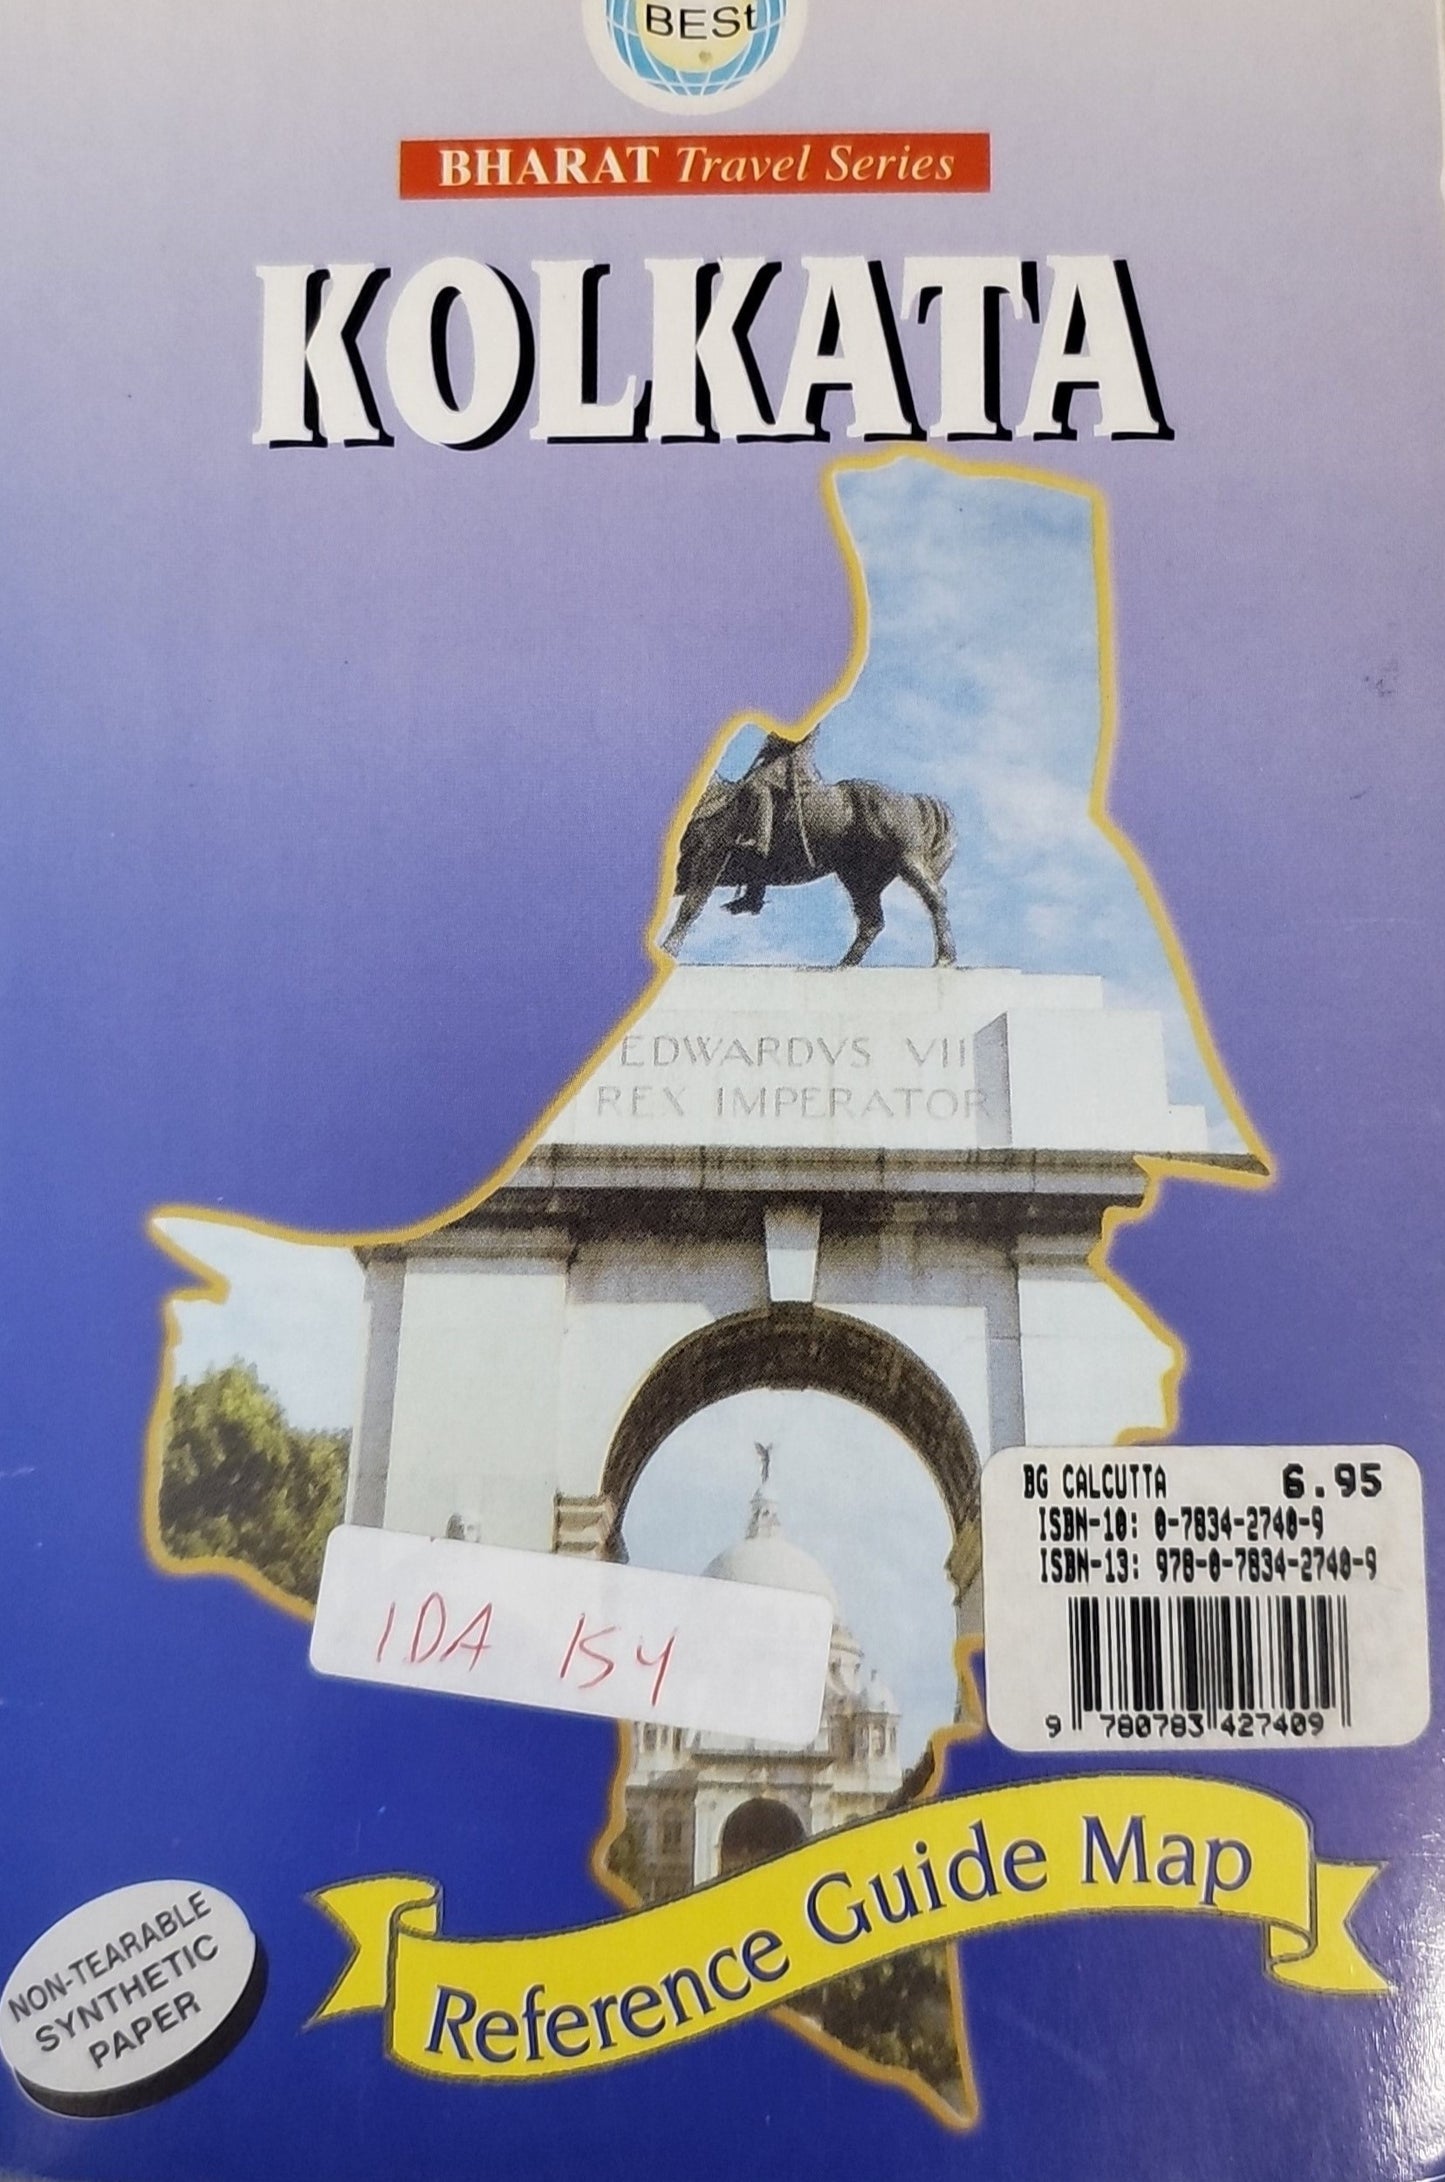 BESt
BHARAT Travel Series
KOLKATA
EDWARDVS VII
REX IMPERATOR
BG CALCUTTA 6.95
ISBN-10: 0-7834-2740-9
ISBN-13: 978-0-7834-2740-9
9 780783 427409
IDA 154
Reference Guide Map
NON-TEARABLE
SYNTHETIC
PAPER